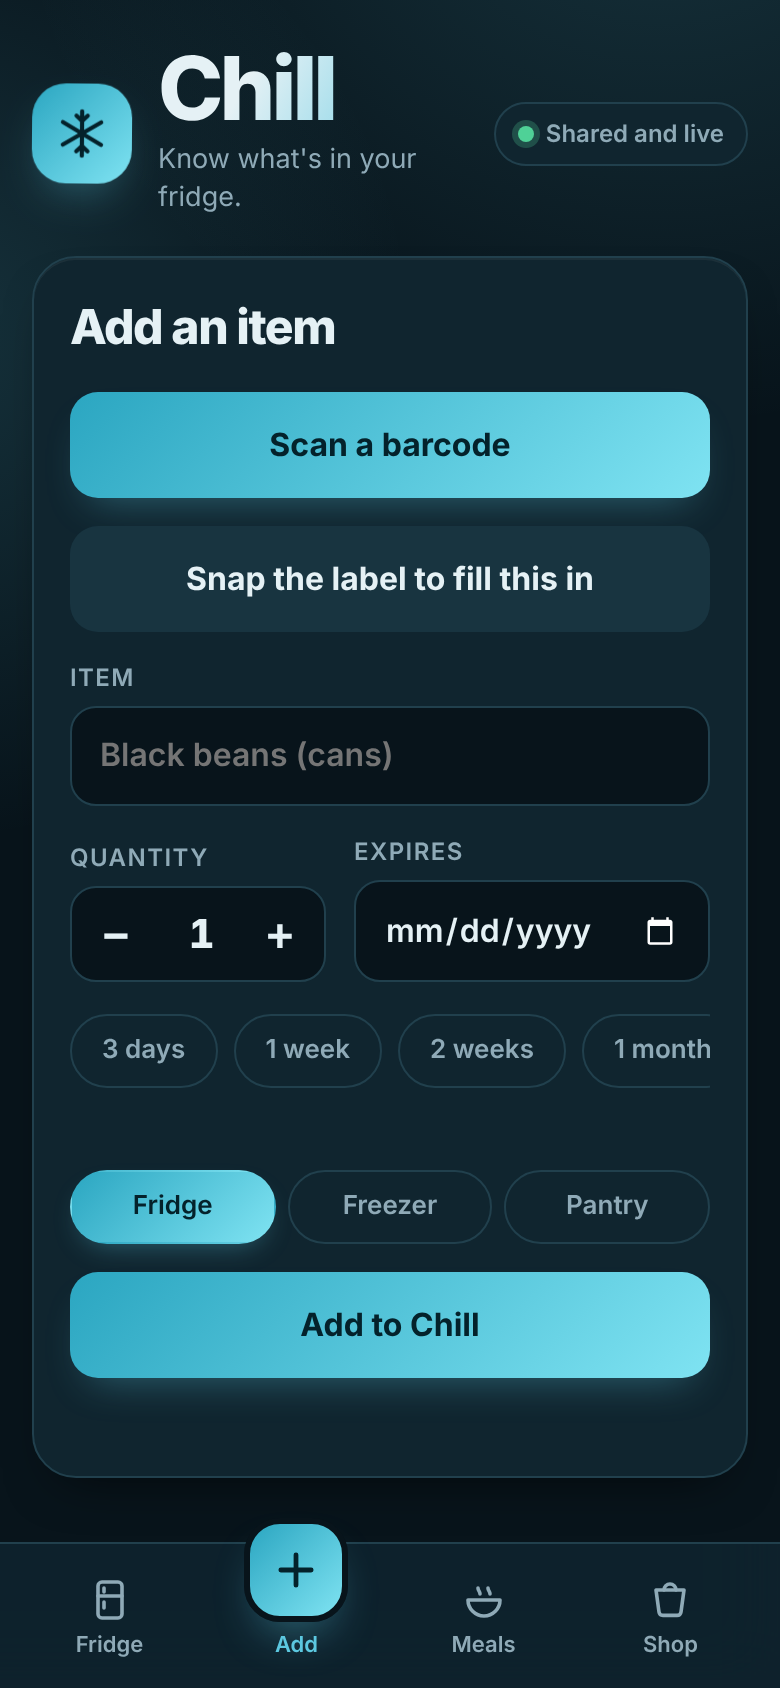 Chill
Know what's in your
fridge.
Shared and live
Add an item
Scan a barcode
Snap the label to fill this in
ITEM
Black beans (cans)
QUANTITY
EXPIRES
− 1 +
mm/dd/yyyy
3 days
1 week
2 weeks
1 month
Fridge
Freezer
Pantry
Add to Chill
Fridge
Add
Meals
Shop